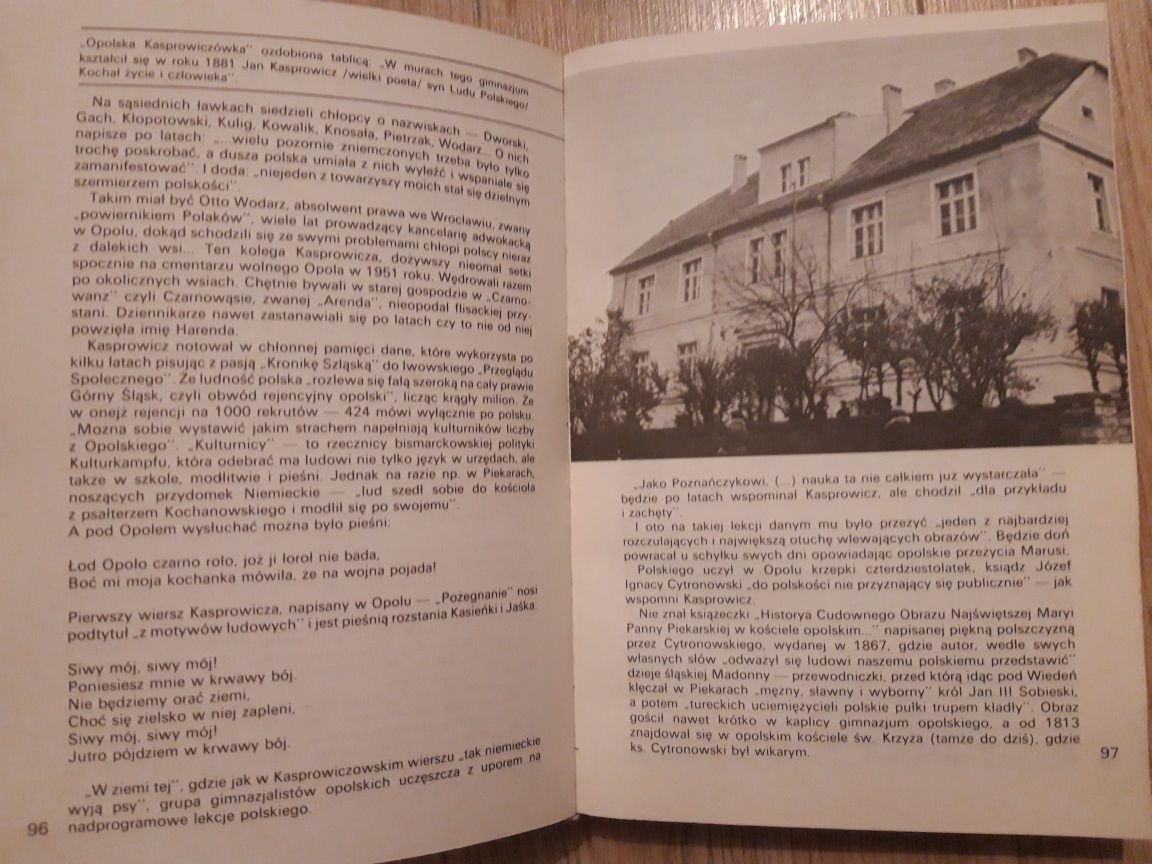 „Opolska Kasprowiczówka" ozdobiona tablicą: „W murach tego gimnazjum
kształcił się w roku 1881 Jan Kasprowicz /wielki poeta/ syn Ludu Polskiego/
Kochał życie i człowieka".
Na sąsiednich ławkach siedzieli chłopcy o nazwiskach — Dworski,
Gach, Kłopotowski, Kulig, Kowalik, Knosała, Pietrzak, Wodarz... O nich
napisze po latach: „...wielu pozornie zniemczonych trzeba było tylko
trochę poskrobać, a dusza polska umiała z nich wyleźć i wspaniale się
zamanifestować". I doda: „niejeden z towarzyszy moich stał się dzielnym
szermierzem polskości".
Takim miał być Otto Wodarz, absolwent prawa we Wrocławiu, zwany
„powiernikiem Polaków", wiele lat prowadzący kancelarię adwokacką
w Opolu, dokąd schodzili się ze swymi problemami chłopi polscy nieraz
z dalekich wsi... Ten kolega Kasprowicza, dożywszy nieomal setki
spocznie na cmentarzu wolnego Opola w 1951 roku. Wędrowali razem
po okolicznych wsiach. Chętnie bywali w starej gospodzie w „Czarno-
wanz" czyli Czarnowąsie, zwanej „Arenda", nieopodal flisackiej przy-
stani. Dziennikarze nawet zastanawiali się po latach czy to nie od niej
powzięła imię Harenda.
Kasprowicz notował w chłonnej pamięci dane, które wykorzysta po
kilku latach pisując z pasją „Kronikę Szląską" do lwowskiego „Przeglądu
Społecznego". Że ludność polska „rozlewa się falą szeroką na cały prawie
Górny Śląsk, czyli obwód rejencyjny opolski", licząc krągły milion. Że
w onejż rejencji na 1000 rekrutów — 424 mówi wyłącznie po polsku.
„Można sobie wystawić jakim strachem napełniają kulturników liczby
z Opolskiego". „Kulturnicy" — to rzecznicy bismarckowskiej polityki
Kulturkampfu, która odebrać ma ludowi nie tylko język w urzędach, ale
także w szkole, modlitwie i pieśni. Jednak na razie np. w Piekarach,
noszących przydomek Niemieckie — „lud szedł sobie do kościoła
z psałterzem Kochanowskiego i modlił się po swojemu".
A pod Opolem wysłuchać można było pieśni:
Łod Opolo czarno rolo, joż ji łoroł nie bada,
Boć mi moja kochanka mówiła, że na wojna pojada!
Pierwszy wiersz Kasprowicza, napisany w Opolu — „Pożegnanie" nosi
podtytuł „z motywów ludowych" i jest pieśnią rozstania Kasieńki i Jaśka:
Siwy mój, siwy mój!
Poniesiesz mnie w krwawy bój.
Nie będziemy orać ziemi,
Choć się zielsko w niej zapleni,
Siwy mój, siwy mój!
Jutro pójdziem w krwawy bój.
„W ziemi tej", gdzie jak w Kasprowiczowskim wierszu „tak niemieckie
wyją psy", grupa gimnazjalistów opolskich uczęszcza z uporem na
nadprogramowe lekcje polskiego.
96
„Jako Poznańczykowi, (...) nauka ta nie całkiem już wystarczała" —
będzie po latach wspominał Kasprowicz, ale chodził „dla przykładu
i zachęty".
I oto na takiej lekcji danym mu było przeżyć „jeden z najbardziej
rozczulających i największą otuchę wlewających obrazów". Będzie doń
powracał u schyłku swych dni opowiadając opolskie przeżycia Marusi.
Polskiego uczył w Opolu krzepki czterdziestolatek, ksiądz Józef
Ignacy Cytronowski „do polskości nie przyznający się publicznie" — jak
wspomni Kasprowicz.
Nie znał książeczki „Historya Cudownego Obrazu Najświętszej Maryi
Panny Piekarskiej w kościele opolskim..." napisanej piękną polszczyzną
przez Cytronowskiego, wydanej w 1867, gdzie autor, wedle swych
własnych słów „odważył się ludowi naszemu polskiemu przedstawić"
dzieje śląskiej Madonny — przewodniczki, przed którą idąc pod Wiedeń
klęczał w Piekarach „mężny, sławny i wyborny" król Jan III Sobieski,
a potem „tureckich uciemiężycieli polskie pułki trupem kładły". Obraz
gościł nawet krótko w kaplicy gimnazjum opolskiego, a od 1813
znajdował się w opolskim kościele św. Krzyża (tamże do dziś), gdzie
ks. Cytronowski był wikarym.
97